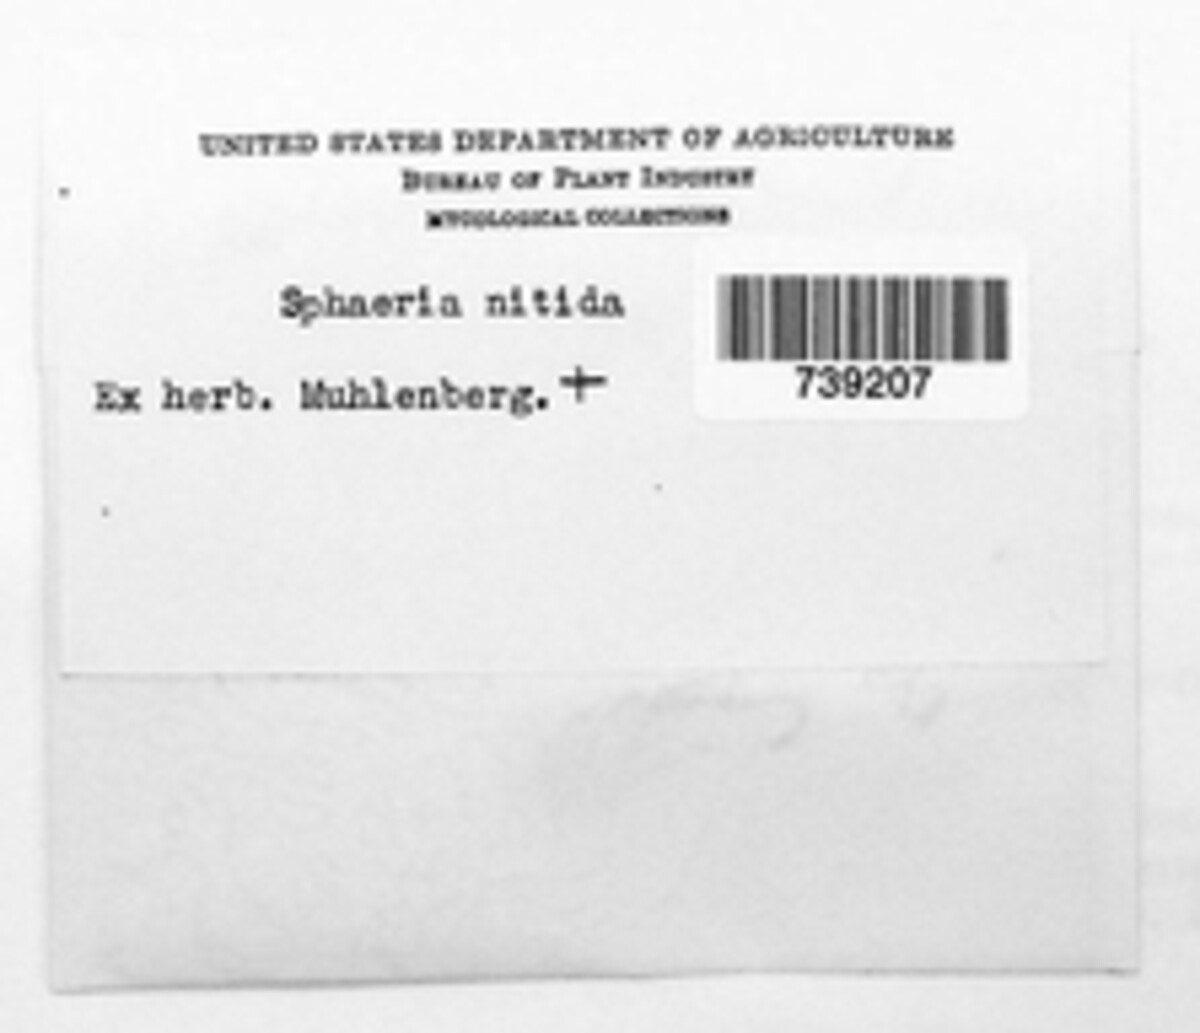 UNITED STATES DEPARTMENT OF AGRICULTURE
BUREAU OF PLANT INDUSTRY
MYCOLOGICAL COLLECTIONS
Sphaeria nitida
Ex herb. Muhlenberg. +
739207